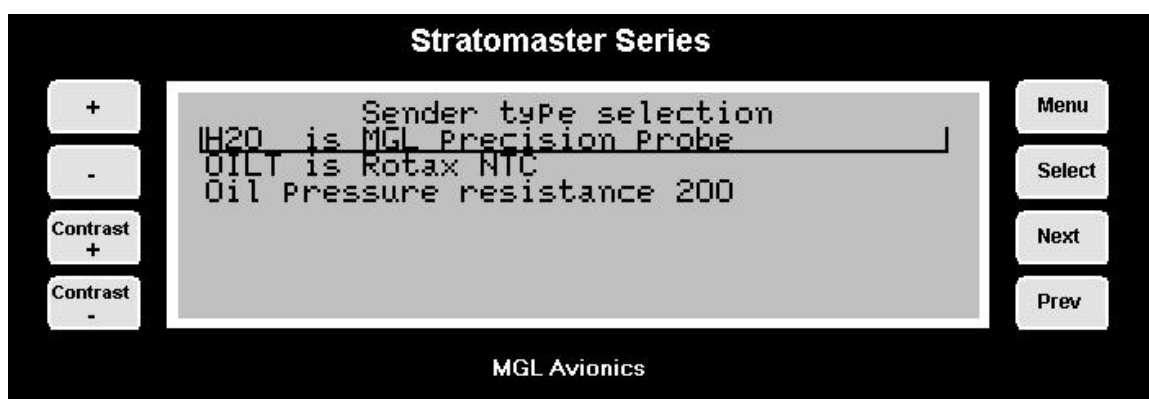 Stratomaster Series
+
-
Contrast
+
Contrast
-
Sender type selection
H2O is MGL Precision Probe
OILT is Rotax NTC
Oil Pressure resistance 200
Menu
Select
Next
Prev
MGL Avionics